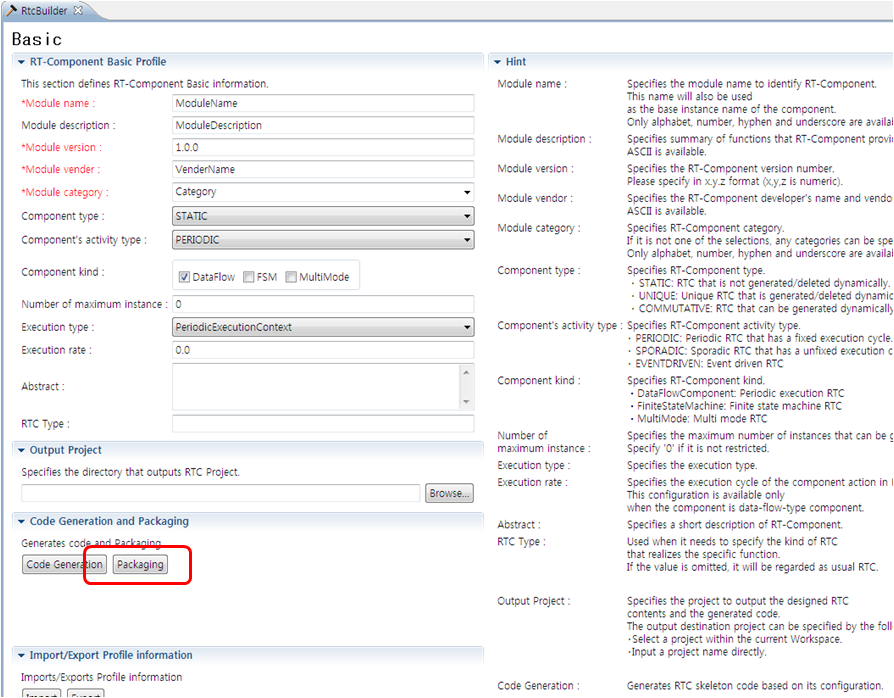 RtcBuilder
Basic
RT-Component Basic Profile
This section defines RT-Component Basic information.
*Module name : ModuleName
Module description : ModuleDescription
*Module version : 1.0.0
*Module vender : VenderName
*Module category : Category
Component type : STATIC
Component's activity type : PERIODIC
Component kind : DataFlow FSM MultiMode
Number of maximum instance : 0
Execution type : PeriodicExecutionContext
Execution rate : 0.0
Abstract :
RTC Type :
Output Project
Specifies the directory that outputs RTC Project.
Browse...
Code Generation and Packaging
Generates code and Packaging
Code Generation Packaging
Import/Export Profile information
Imports/Exports Profile information
Import Export
Hint
Module name : Specifies the module name to identify RT-Component.
This name will also be used
as the base instance name of the component.
Only alphabet, number, hyphen and underscore are availa
Module description : Specifies summary of functions that RT-Component provi
ASCII is available.
Module version : Specifies the RT-Component version number.
Please specify in x.y.z format (x,y,z is numeric).
Module vendor : Specifies the RT-Component developer's name and vendo
ASCII is available.
Module category : Specifies RT-Component category.
If it is not one of the selections, any categories can be spe
Only alphabet, number, hyphen and underscore are availa
Component type : Specifies RT-Component type.
・STATIC: RTC that is not generated/deleted dynamically.
・UNIQUE: Unique RTC that is generated/deleted dynamic
・COMMUTATIVE: RTC that can be generated dynamically
Component's activity type : Specifies RT-Component activity type.
・PERIODIC: Periodic RTC that has a fixed execution cycle.
・SPORADIC: Sporadic RTC that has a unfixed execution c
・EVENTDRIVEN: Event driven RTC
Component kind : Specifies RT-Component kind.
・DataFlowComponent: Periodic execution RTC
・FiniteStateMachine: Finite state machine RTC
・MultiMode: Multi mode RTC
Number of
maximum instance : Specifies the maximum number of instances that can be g
Specify '0' if it is not restricted.
Execution type : Specifies the execution type.
Execution rate : Specifies the execution cycle of the component action in
This configuration is available only
when the component is data-flow-type component.
Abstract : Specifies a short description of RT-Component.
RTC Type : Used when it needs to specify the kind of RTC
that realizes the specific function.
If the value is omitted, it will be regarded as usual RTC.
Output Project : Specifies the project to output the designed RTC
contents and the generated code.
The output destination project can be specified by the foll
・Select a project within the current Workspace.
・Input a project name directly.
Code Generation : Generates RTC skeleton code based on its configuration.